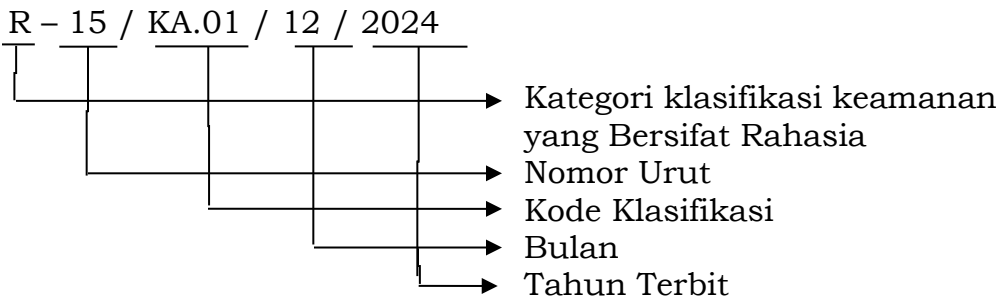 R – 15 / KA.01 / 12 / 2024
Kategori klasifikasi keamanan
yang Bersifat Rahasia
Nomor Urut
Kode Klasifikasi
Bulan
Tahun Terbit